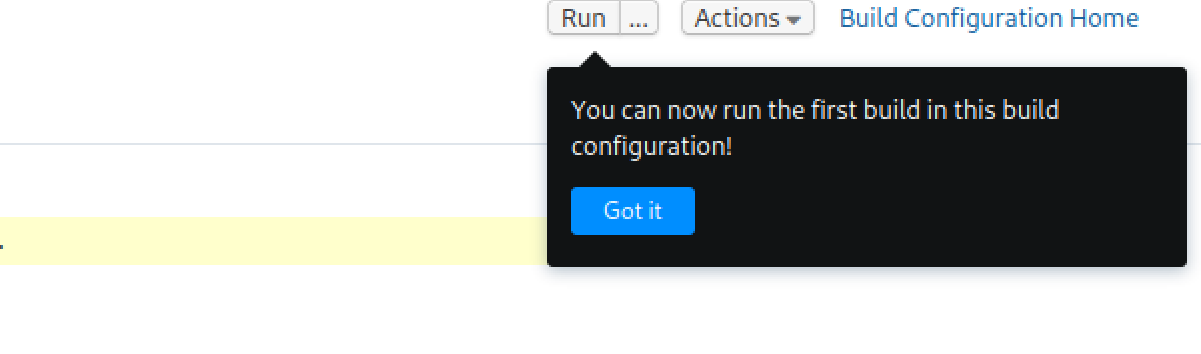 Run ... Actions Build Configuration Home
You can now run the first build in this build
configuration!
Got it
.